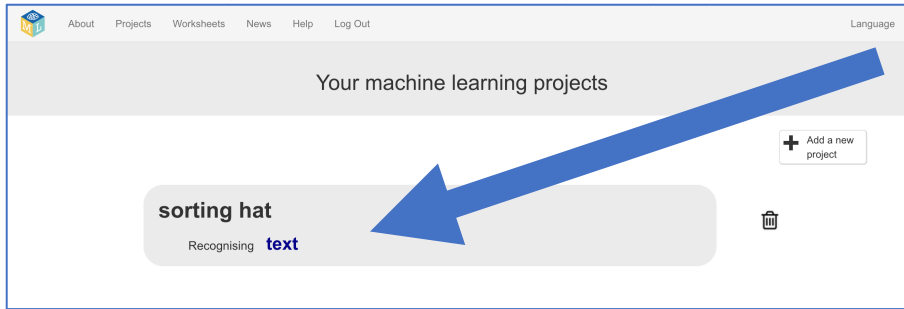 About Projects Worksheets News Help Log Out Language
Your machine learning projects
Add a new
project
sorting hat
Recognising text